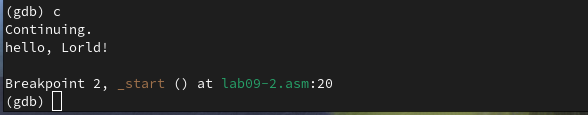 (gdb) c
Continuing.
hello, Lorld!
Breakpoint 2, _start () at lab09-2.asm:20
(gdb)